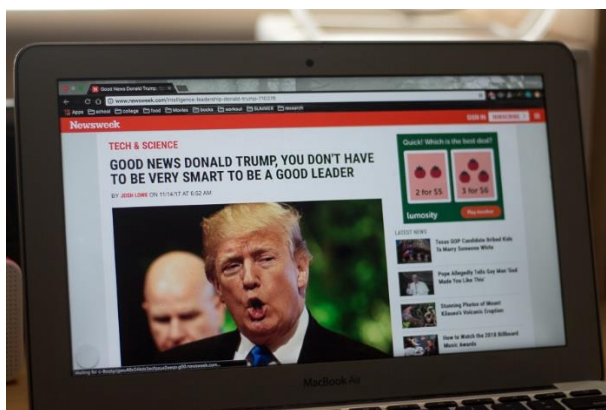 Good News Donald Trump,
www.newsweek.com/intelligence-leadership-donald-trump-710378
Apps school college food Movies books workout research
Newsweek
SIGN IN SUBSCRIBE
TECH & SCIENCE
GOOD NEWS DONALD TRUMP, YOU DON'T HAVE
TO BE VERY SMART TO BE A GOOD LEADER
BY JOSH LOWE ON 11/14/17 AT 6:52 AM
Quick! Which is the best deal?
2 for $5
3 for $6
lumosity
LATEST NEWS
Texas GOP Candidate Bribed Kids
To Marry Someone White
Pope Allegedly Tells Gay Man 'God
Made You Like This'
Stunning Photos of Mount
Kilauea's Volcanic Eruption
How to Watch the 2018 Billboard
Music Awards
MacBook Air